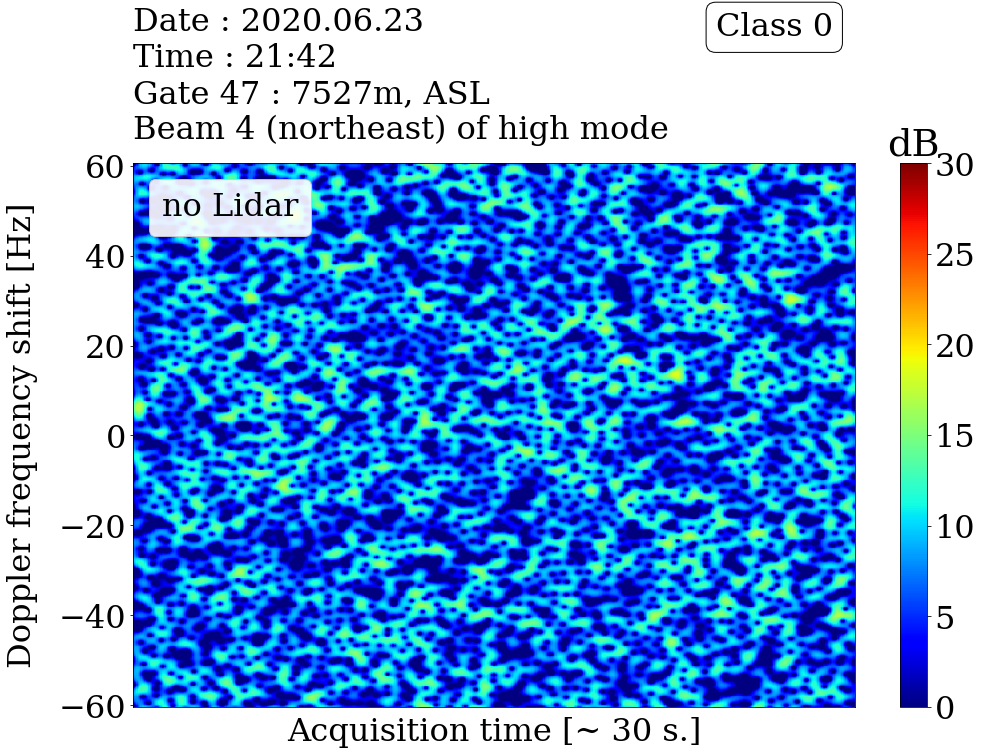 Date : 2020.06.23
Time : 21:42
Gate 47 : 7527m, ASL
Beam 4 (northeast) of high mode
Class 0
dB
no Lidar
60
40
20
0
−20
−40
−60
Doppler frequency shift [Hz]
Acquisition time [~ 30 s.]
30
25
20
15
10
5
0